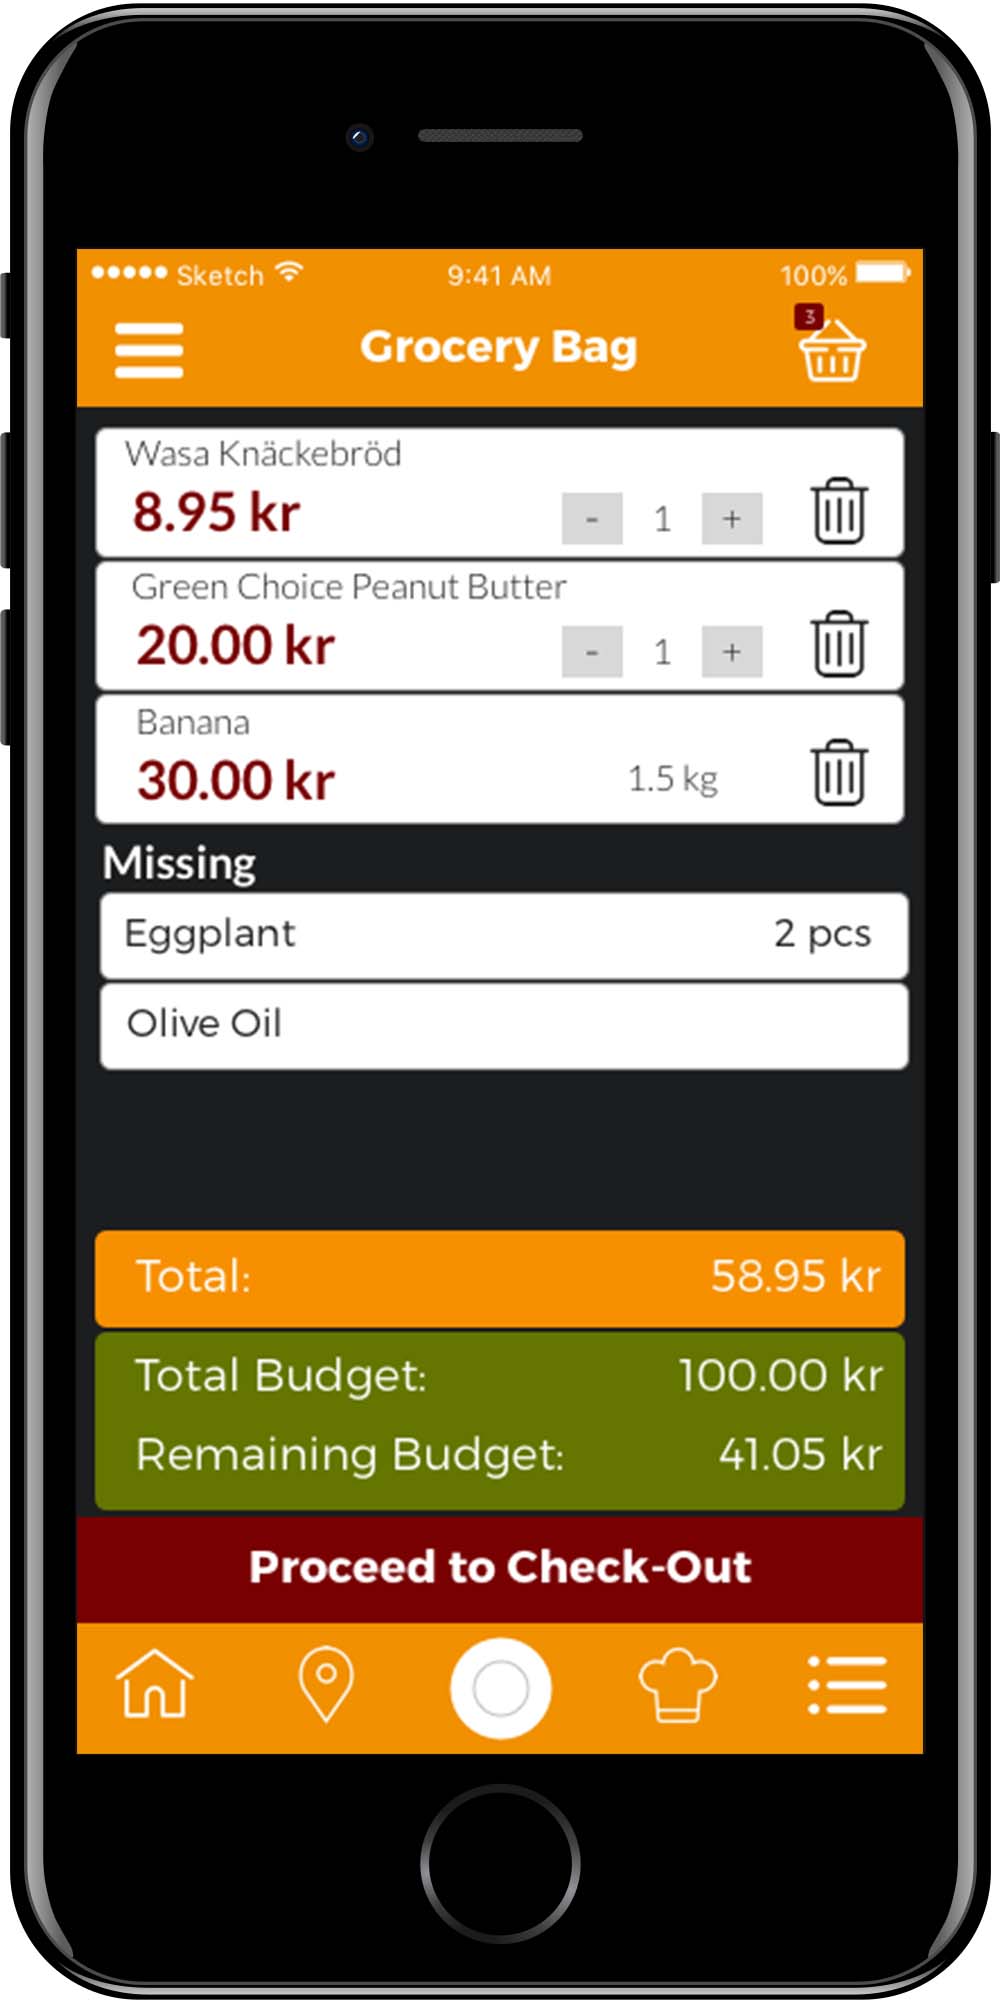 Sketch 9:41 AM 100%
3
Grocery Bag
Wasa Knäckebröd
8.95 kr - 1 +
Green Choice Peanut Butter
20.00 kr - 1 +
Banana
30.00 kr 1.5 kg
Missing
Eggplant 2 pcs
Olive Oil
Total: 58.95 kr
Total Budget: 100.00 kr
Remaining Budget: 41.05 kr
Proceed to Check-Out